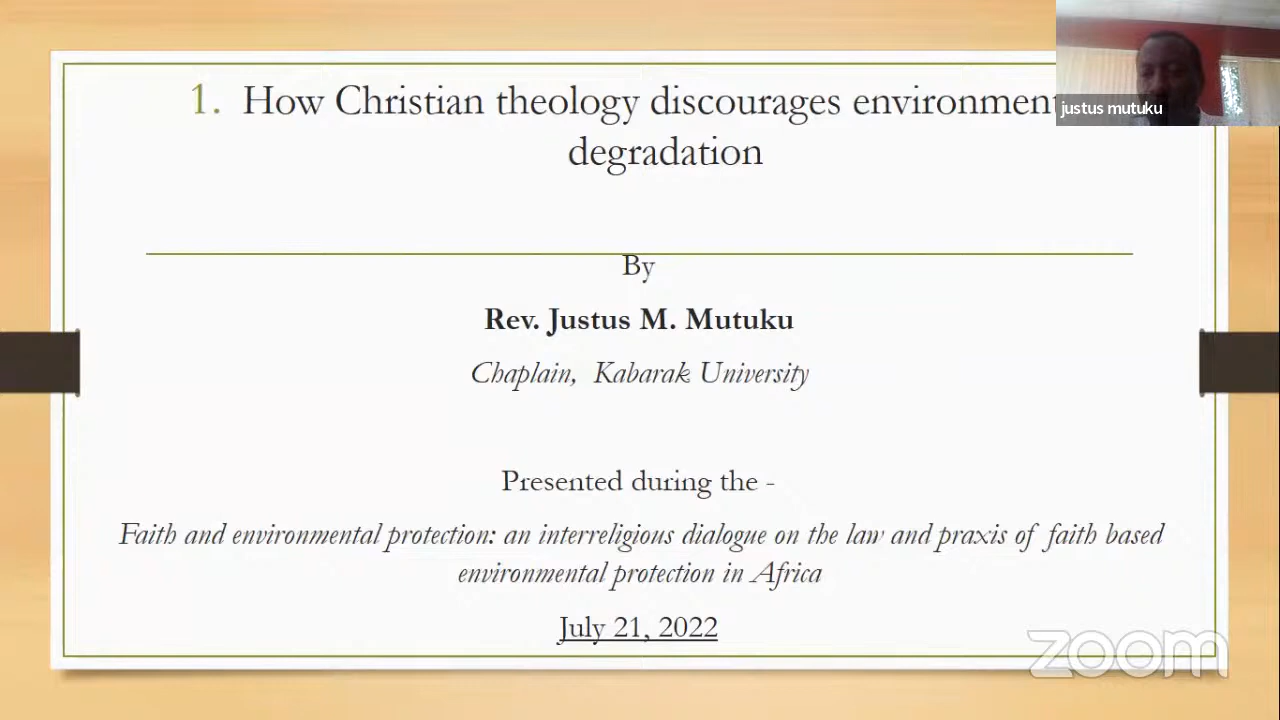 1. How Christian theology discourages environment
degradation
justus mutuku
By
Rev. Justus M. Mutuku
Chaplain, Kabarak University
Presented during the -
Faith and environmental protection: an interreligious dialogue on the law and praxis of faith based
environmental protection in Africa
July 21, 2022
zoom